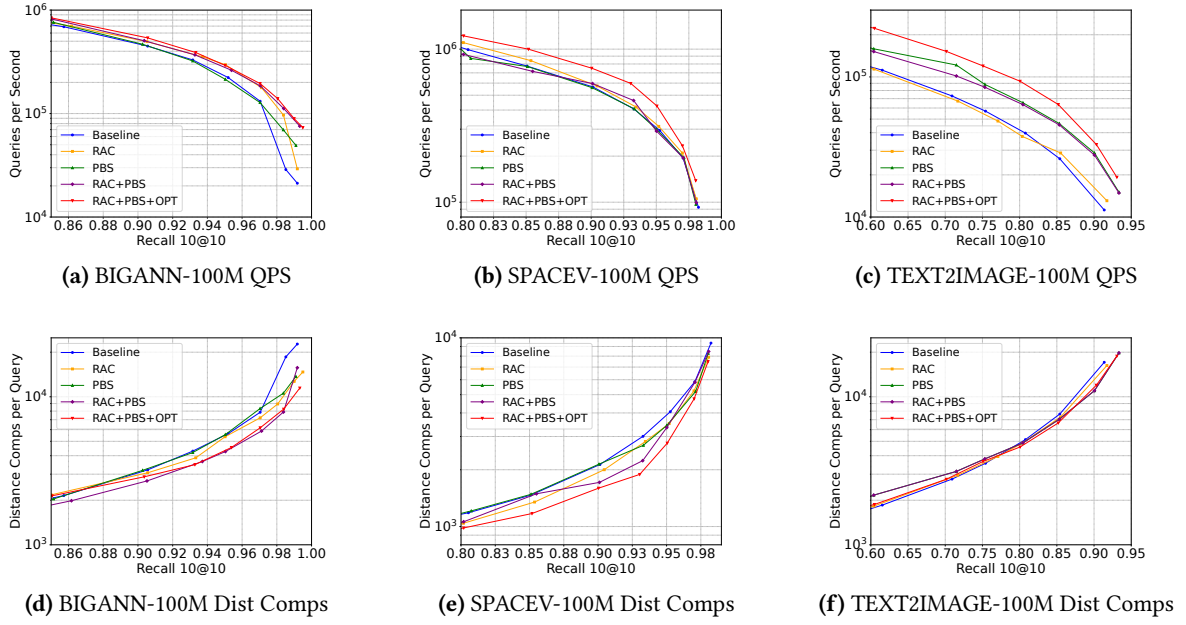 10^6
10^5
10^4
Queries per Second
Baseline
RAC
PBS
RAC+PBS
RAC+PBS+OPT
0.86 0.88 0.90 0.92 0.94 0.96 0.98 1.00
Recall 10@10
(a) BIGANN-100M QPS
10^6
10^5
Queries per Second
Baseline
RAC
PBS
RAC+PBS
RAC+PBS+OPT
0.80 0.83 0.85 0.88 0.90 0.93 0.95 0.98 1.00
Recall 10@10
(b) SPACEV-100M QPS
10^5
10^4
Queries per Second
Baseline
RAC
PBS
RAC+PBS
RAC+PBS+OPT
0.60 0.65 0.70 0.75 0.80 0.85 0.90 0.95
Recall 10@10
(c) TEXT2IMAGE-100M QPS
10^4
10^3
Distance Comps per Query
Baseline
RAC
PBS
RAC+PBS
RAC+PBS+OPT
0.86 0.88 0.90 0.92 0.94 0.96 0.98 1.00
Recall 10@10
(d) BIGANN-100M Dist Comps
10^4
10^3
Distance Comps per Query
Baseline
RAC
PBS
RAC+PBS
RAC+PBS+OPT
0.80 0.83 0.85 0.88 0.90 0.93 0.95 0.98
Recall 10@10
(e) SPACEV-100M Dist Comps
10^4
10^3
Distance Comps per Query
Baseline
RAC
PBS
RAC+PBS
RAC+PBS+OPT
0.60 0.65 0.70 0.75 0.80 0.85 0.90 0.95
Recall 10@10
(f) TEXT2IMAGE-100M Dist Comps